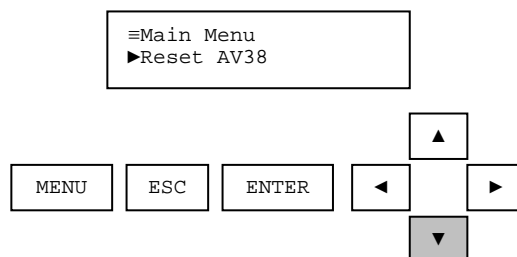 ≡Main Menu
►Reset AV38
▲
MENU ESC ENTER ◄ ►
▼